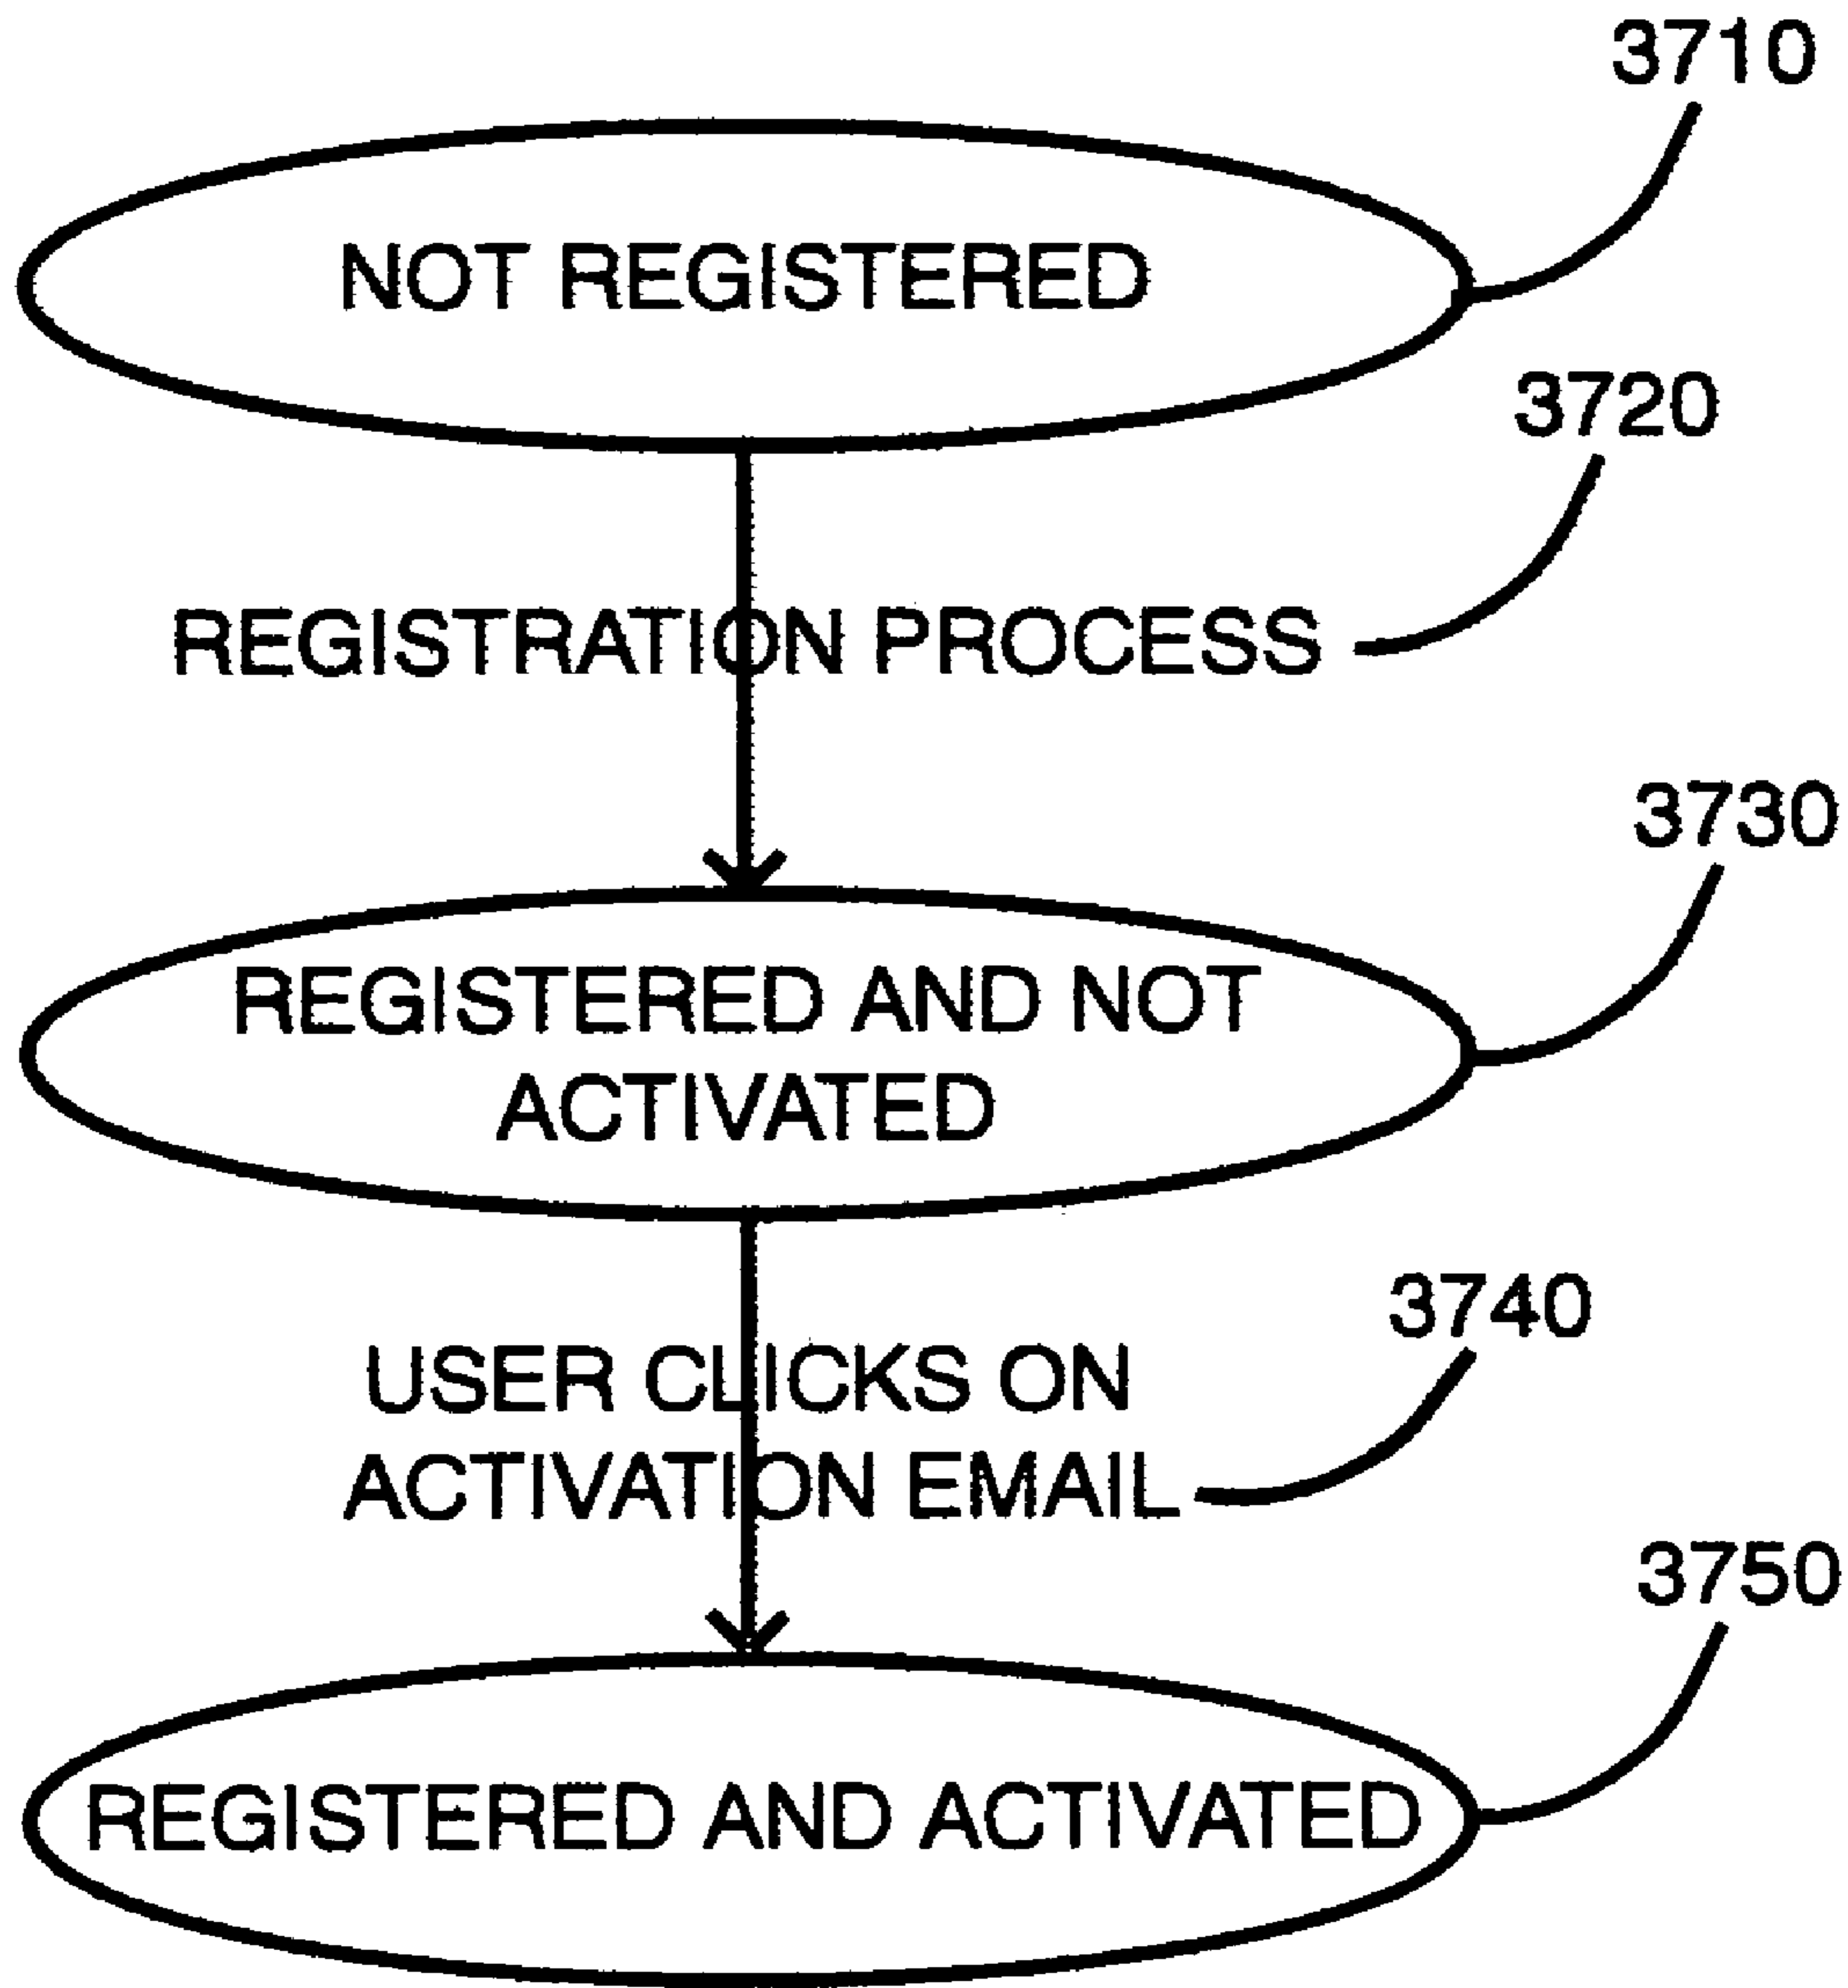 3710
NOT REGISTERED
3720
REGISTRATION PROCESS
3730
REGISTERED AND NOT
ACTIVATED
3740
USER CLICKS ON
ACTIVATION EMAIL
3750
REGISTERED AND ACTIVATED